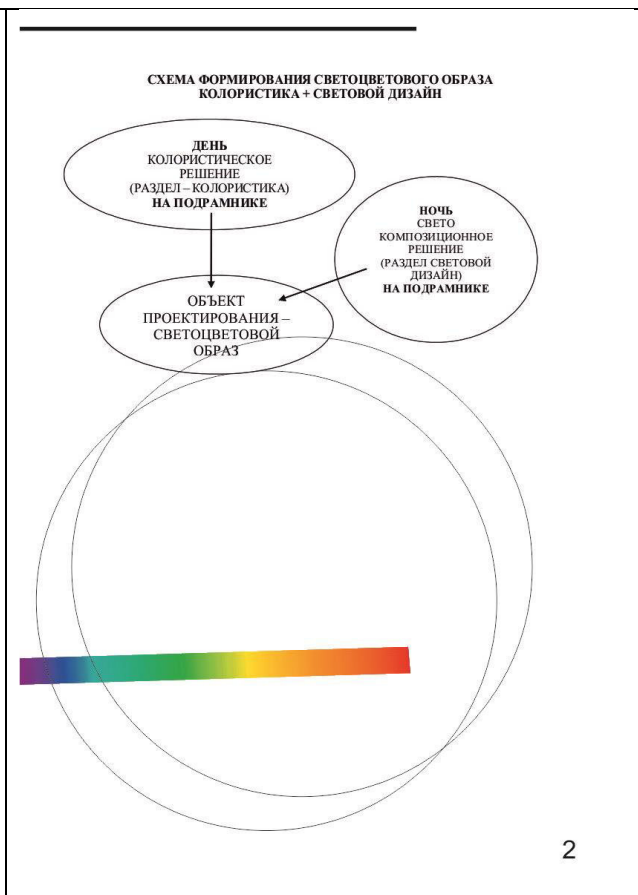 СХЕМА ФОРМИРОВАНИЯ СВЕТОЦВЕТОВОГО ОБРАЗА
КОЛОРИСТИКА + СВЕТОВОЙ ДИЗАЙН
ДЕНЬ
КОЛОРИСТИЧЕСКОЕ
РЕШЕНИЕ
(РАЗДЕЛ – КОЛОРИСТИКА)
НА ПОДРАМНИКЕ
НОЧЬ
СВЕТО
КОМПОЗИЦИОННОЕ
РЕШЕНИЕ
(РАЗДЕЛ СВЕТОВОЙ
ДИЗАЙН)
НА ПОДРАМНИКЕ
ОБЪЕКТ
ПРОЕКТИРОВАНИЯ –
СВЕТОЦВЕТОВОЙ
ОБРАЗ
2